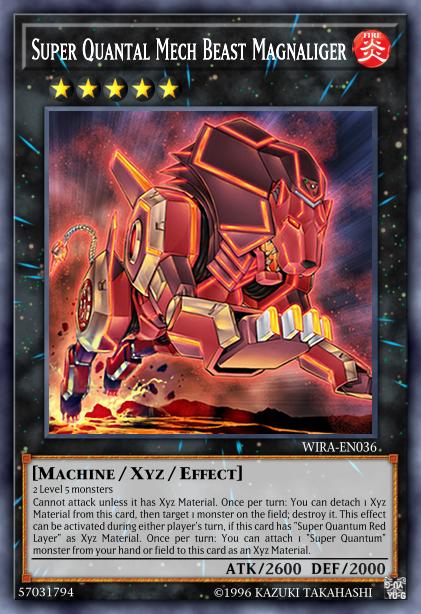 Super Quantal Mech Beast Magnaliger
FIRE
炎
WIRA-EN036
[Machine / Xyz / Effect]
2 Level 5 monsters
Cannot attack unless it has Xyz Material. Once per turn: You can detach 1 Xyz
Material from this card, then target 1 monster on the field; destroy it. This effect
can be activated during either player's turn, if this card has "Super Quantum Red
Layer" as Xyz Material. Once per turn: You can attach 1 "Super Quantum"
monster from your hand or field to this card as an Xyz Material.
ATK/2600 DEF/2000
57031794
©1996 KAZUKI TAKAHASHI